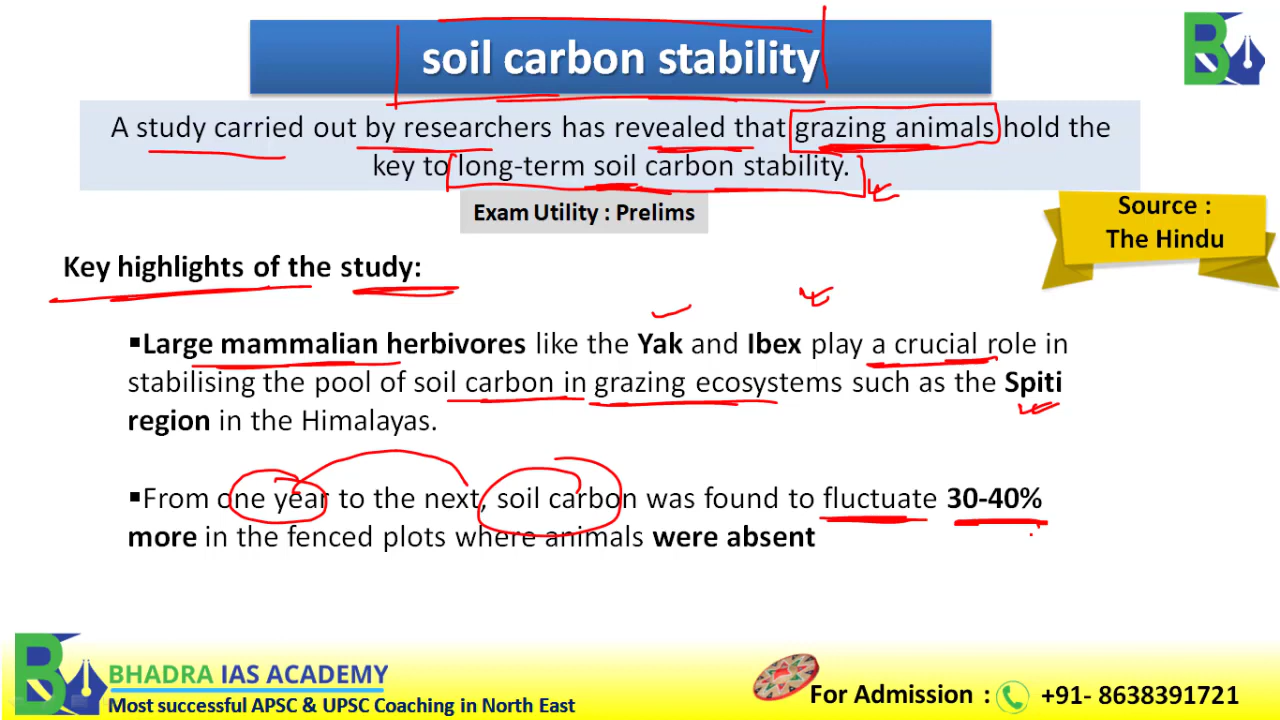 soil carbon stability
A study carried out by researchers has revealed that grazing animals hold the
key to long-term soil carbon stability.
Exam Utility : Prelims
Source :
The Hindu
Key highlights of the study:
▪Large mammalian herbivores like the Yak and Ibex play a crucial role in
stabilising the pool of soil carbon in grazing ecosystems such as the Spiti
region in the Himalayas.
▪From one year to the next, soil carbon was found to fluctuate 30-40%
more in the fenced plots where animals were absent
BHADRA IAS ACADEMY
Most successful APSC & UPSC Coaching in North East
For Admission : +91- 8638391721